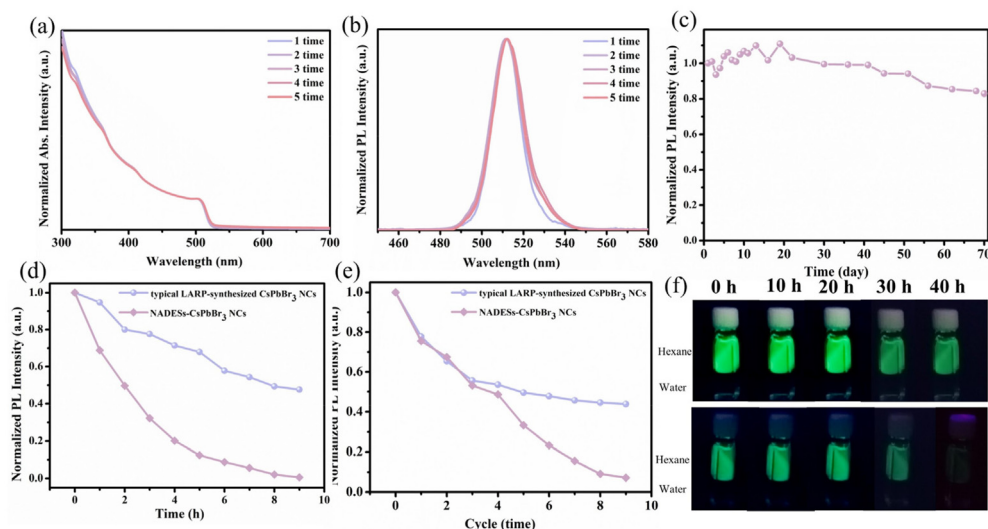 (a)
Normalized Abs. Intensity (a.u.)
1 time
2 time
3 time
4 time
5 time
300
400
500
600
700
Wavelength (nm)
(b)
Normalized PL Intensity (a.u.)
1 time
2 time
3 time
4 time
5 time
460
480
500
520
540
560
580
Wavelength (nm)
(c)
Normalized PL Intensity (a.u.)
1.2
1.0
0.8
0.6
0.4
0.2
0.0
0
10
20
30
40
50
60
70
Time (day)
(d)
Normalized PL Intensity (a.u.)
1.0
0.8
0.6
0.4
0.2
0.0
typical LARP-synthesized CsPbBr₃ NCs
NADESs-CsPbBr₃ NCs
0
2
4
6
8
10
Time (h)
(e)
Normalized PL Intensity (a.u.)
1.0
0.8
0.6
0.4
0.2
0.0
typical LARP-synthesized CsPbBr₃ NCs
NADESs-CsPbBr₃ NCs
0
2
4
6
8
10
Cycle (time)
(f)
0 h 10 h 20 h 30 h 40 h
Hexane
Water
Hexane
Water